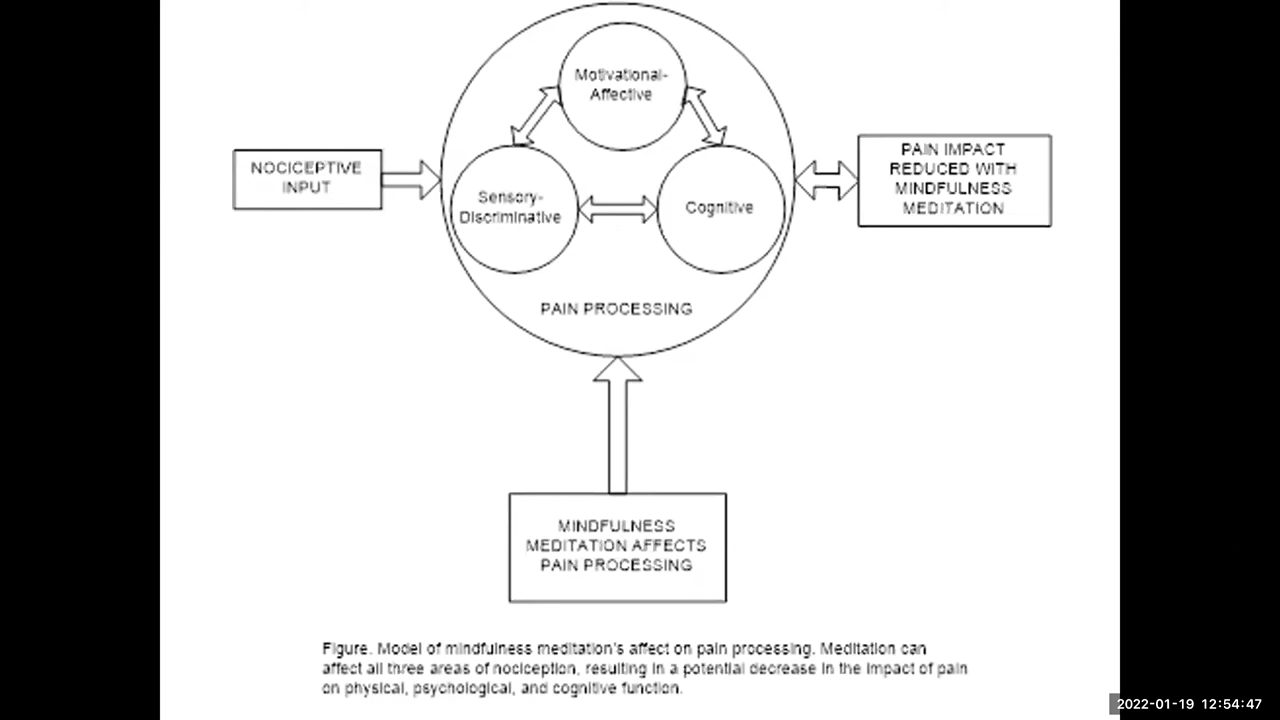 Motivational-
Affective
NOCICEPTIVE
INPUT
Sensory-
Discriminative
Cognitive
PAIN IMPACT
REDUCED WITH
MINDFULNESS
MEDITATION
PAIN PROCESSING
MINDFULNESS
MEDITATION AFFECTS
PAIN PROCESSING
Figure. Model of mindfulness meditation's affect on pain processing. Meditation can
affect all three areas of nociception, resulting in a potential decrease in the impact of pain
on physical, psychological, and cognitive function.
2022-01-19 12:54:47